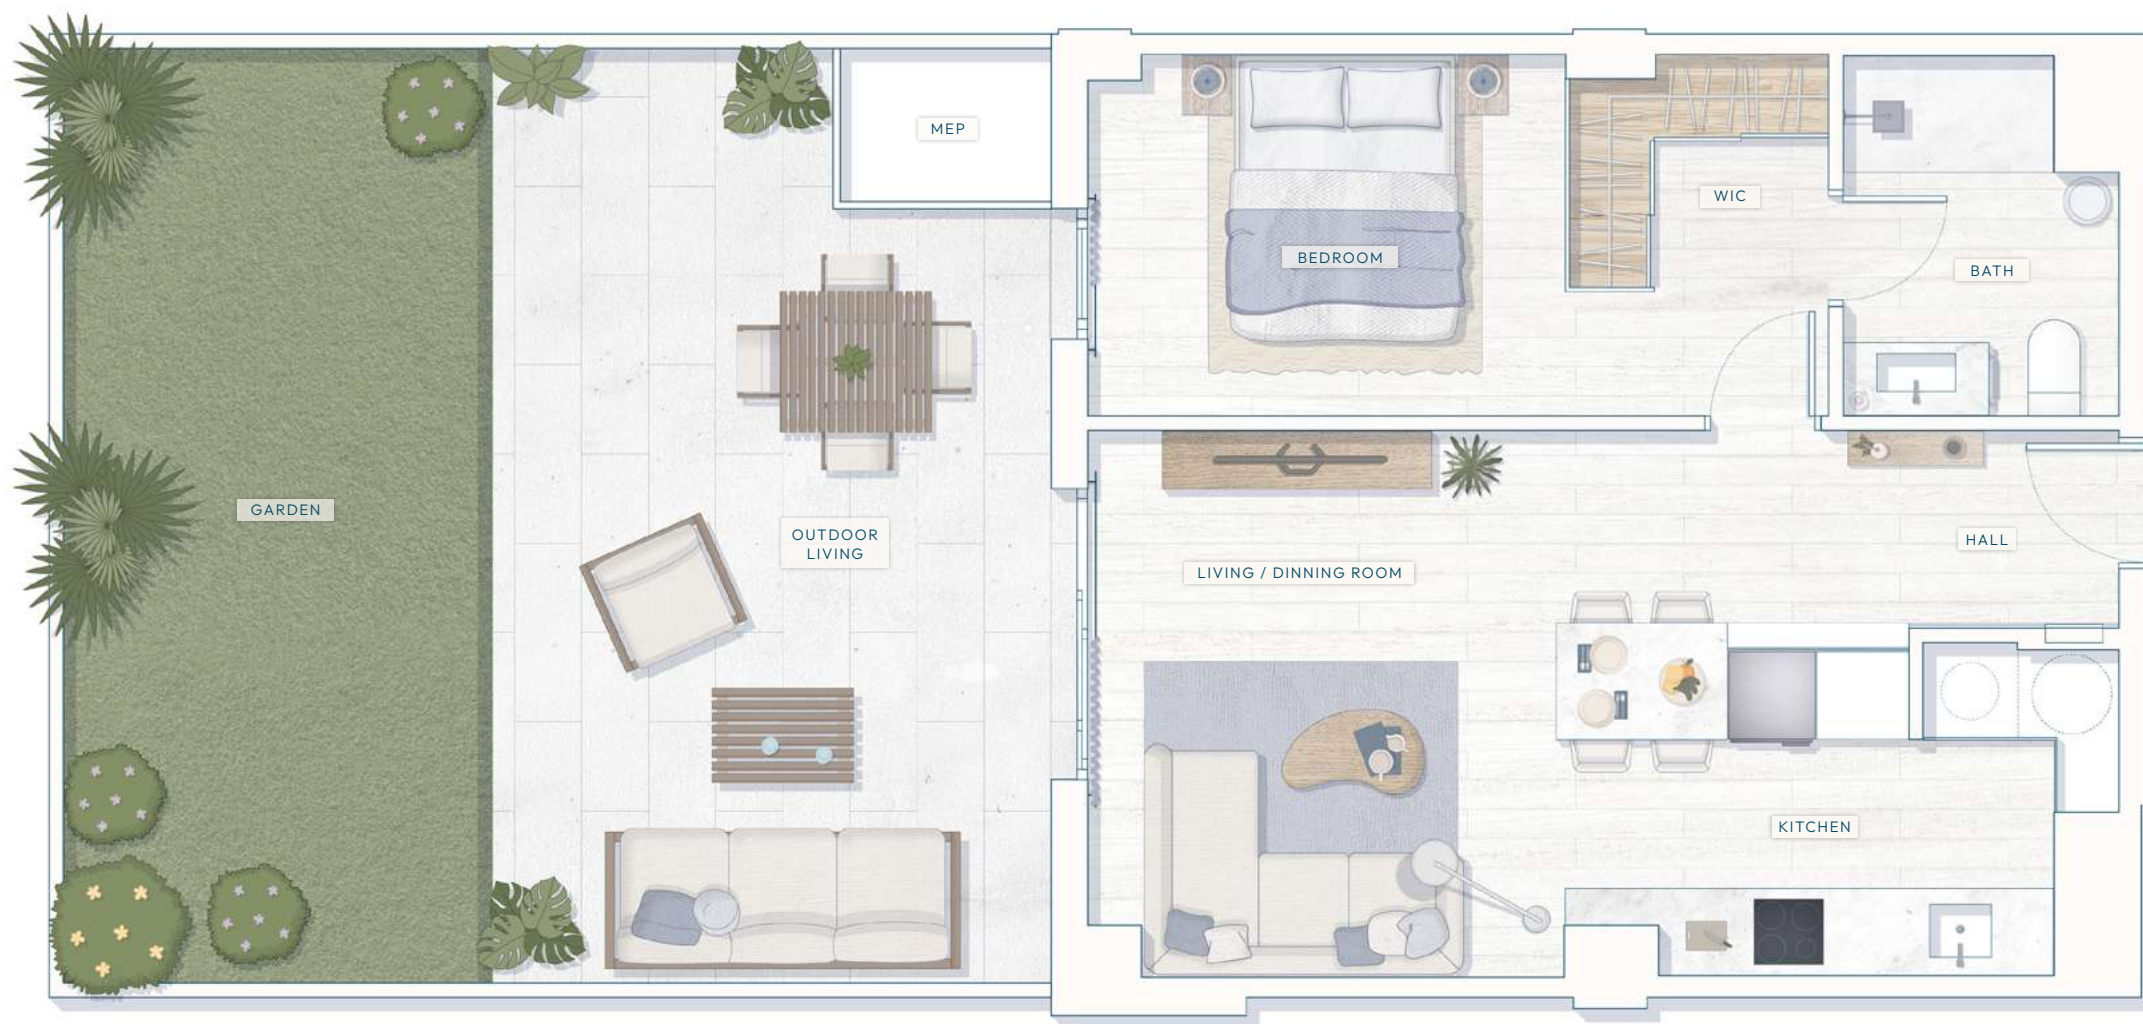 MEP
WIC
BEDROOM
BATH
GARDEN
OUTDOOR
LIVING
HALL
LIVING / DINNING ROOM
KITCHEN